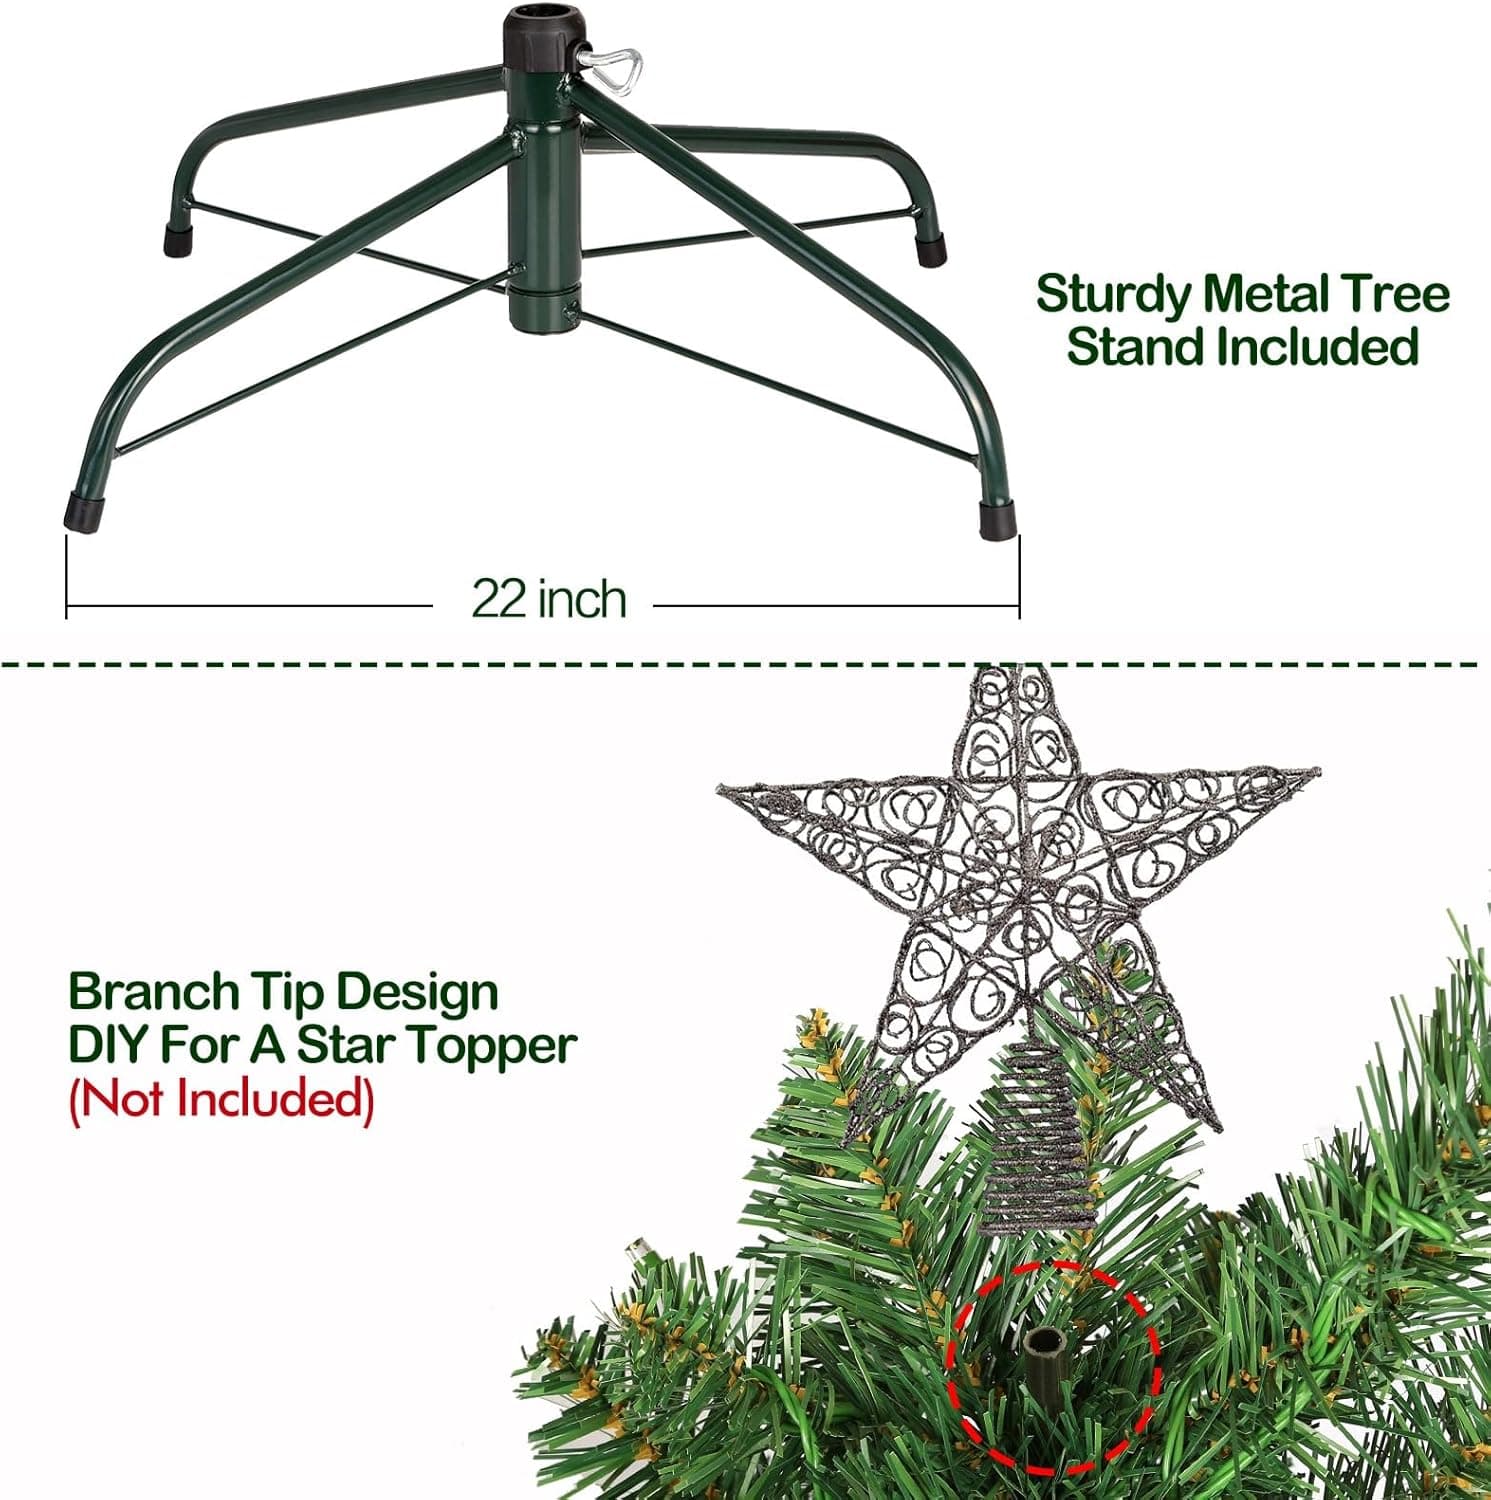 Sturdy Metal Tree
Stand Included
22 inch
Branch Tip Design
DIY For A Star Topper
(Not Included)